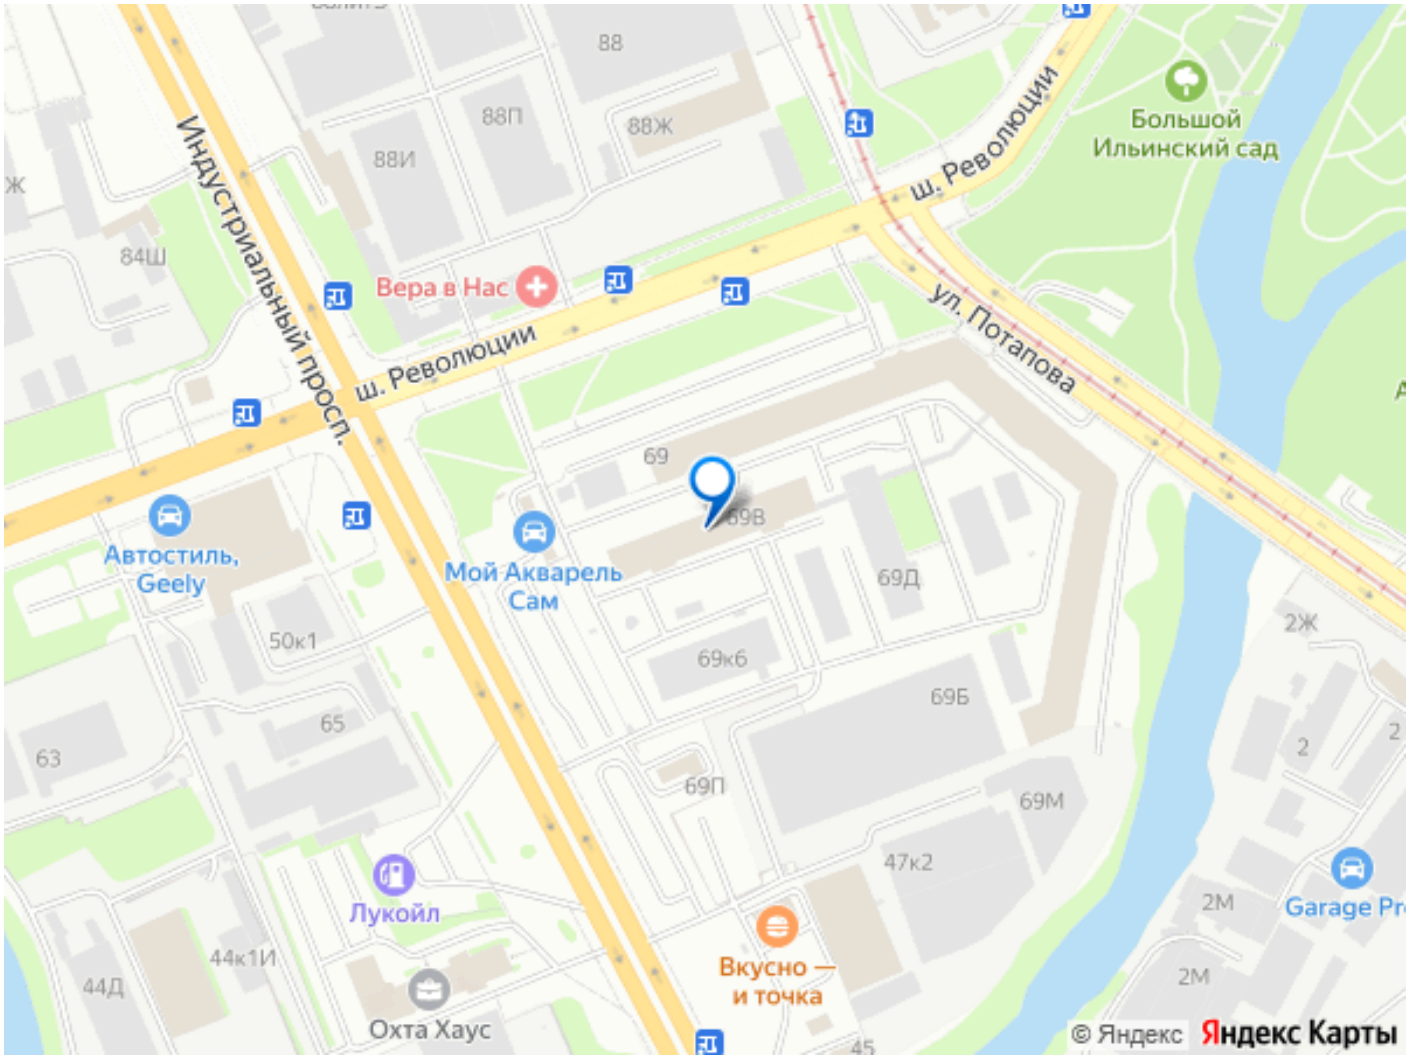 88
88П
88Ж
88И
Ж
84Ш
Индустриальный просп.
Большой
Ильинский сад
ш. Революции
Вера в Нас
ш. Революции
ул. Потапова
69
69В
Автостиль,
Geely
Мой Акварель
Сам
69Д
50к1
69к6
2Ж
69Б
65
63
2
2
69П
69М
47к2
Лукойл
Garage Pr
2М
44к1И
44Д
Вкусно —
и точка
2М
Охта Хаус
45
© Яндекс Яндекс Карты